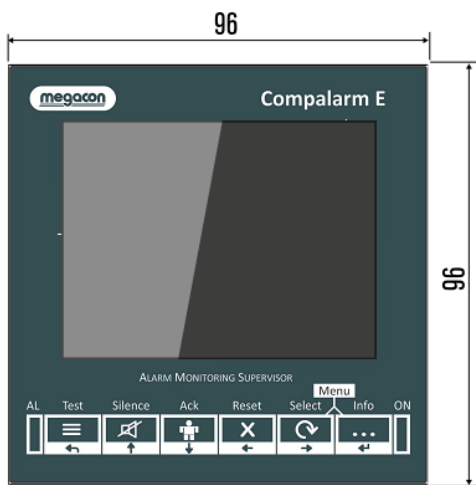 96
megacon
Compalarm E
96
ALARM MONITORING SUPERVISOR
Menu
AL Test Silence Ack Reset Select Info ON
X